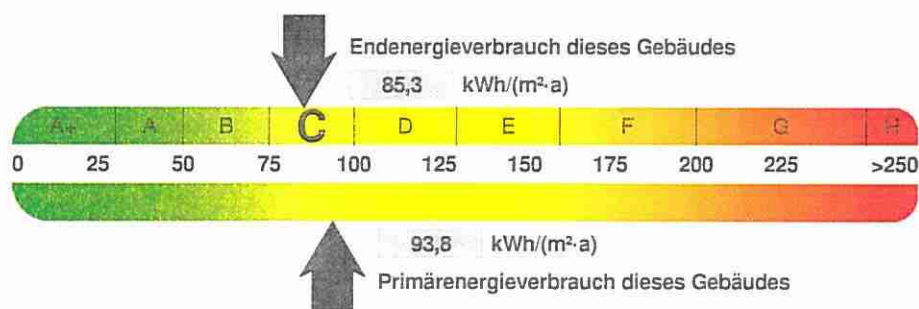 Endenergieverbrauch dieses Gebäudes
85,3 kWh/(m²·a)
A+ A B C D E F G H
0 25 50 75 100 125 150 175 200 225 >250
93,8 kWh/(m²·a)
Primärenergieverbrauch dieses Gebäudes